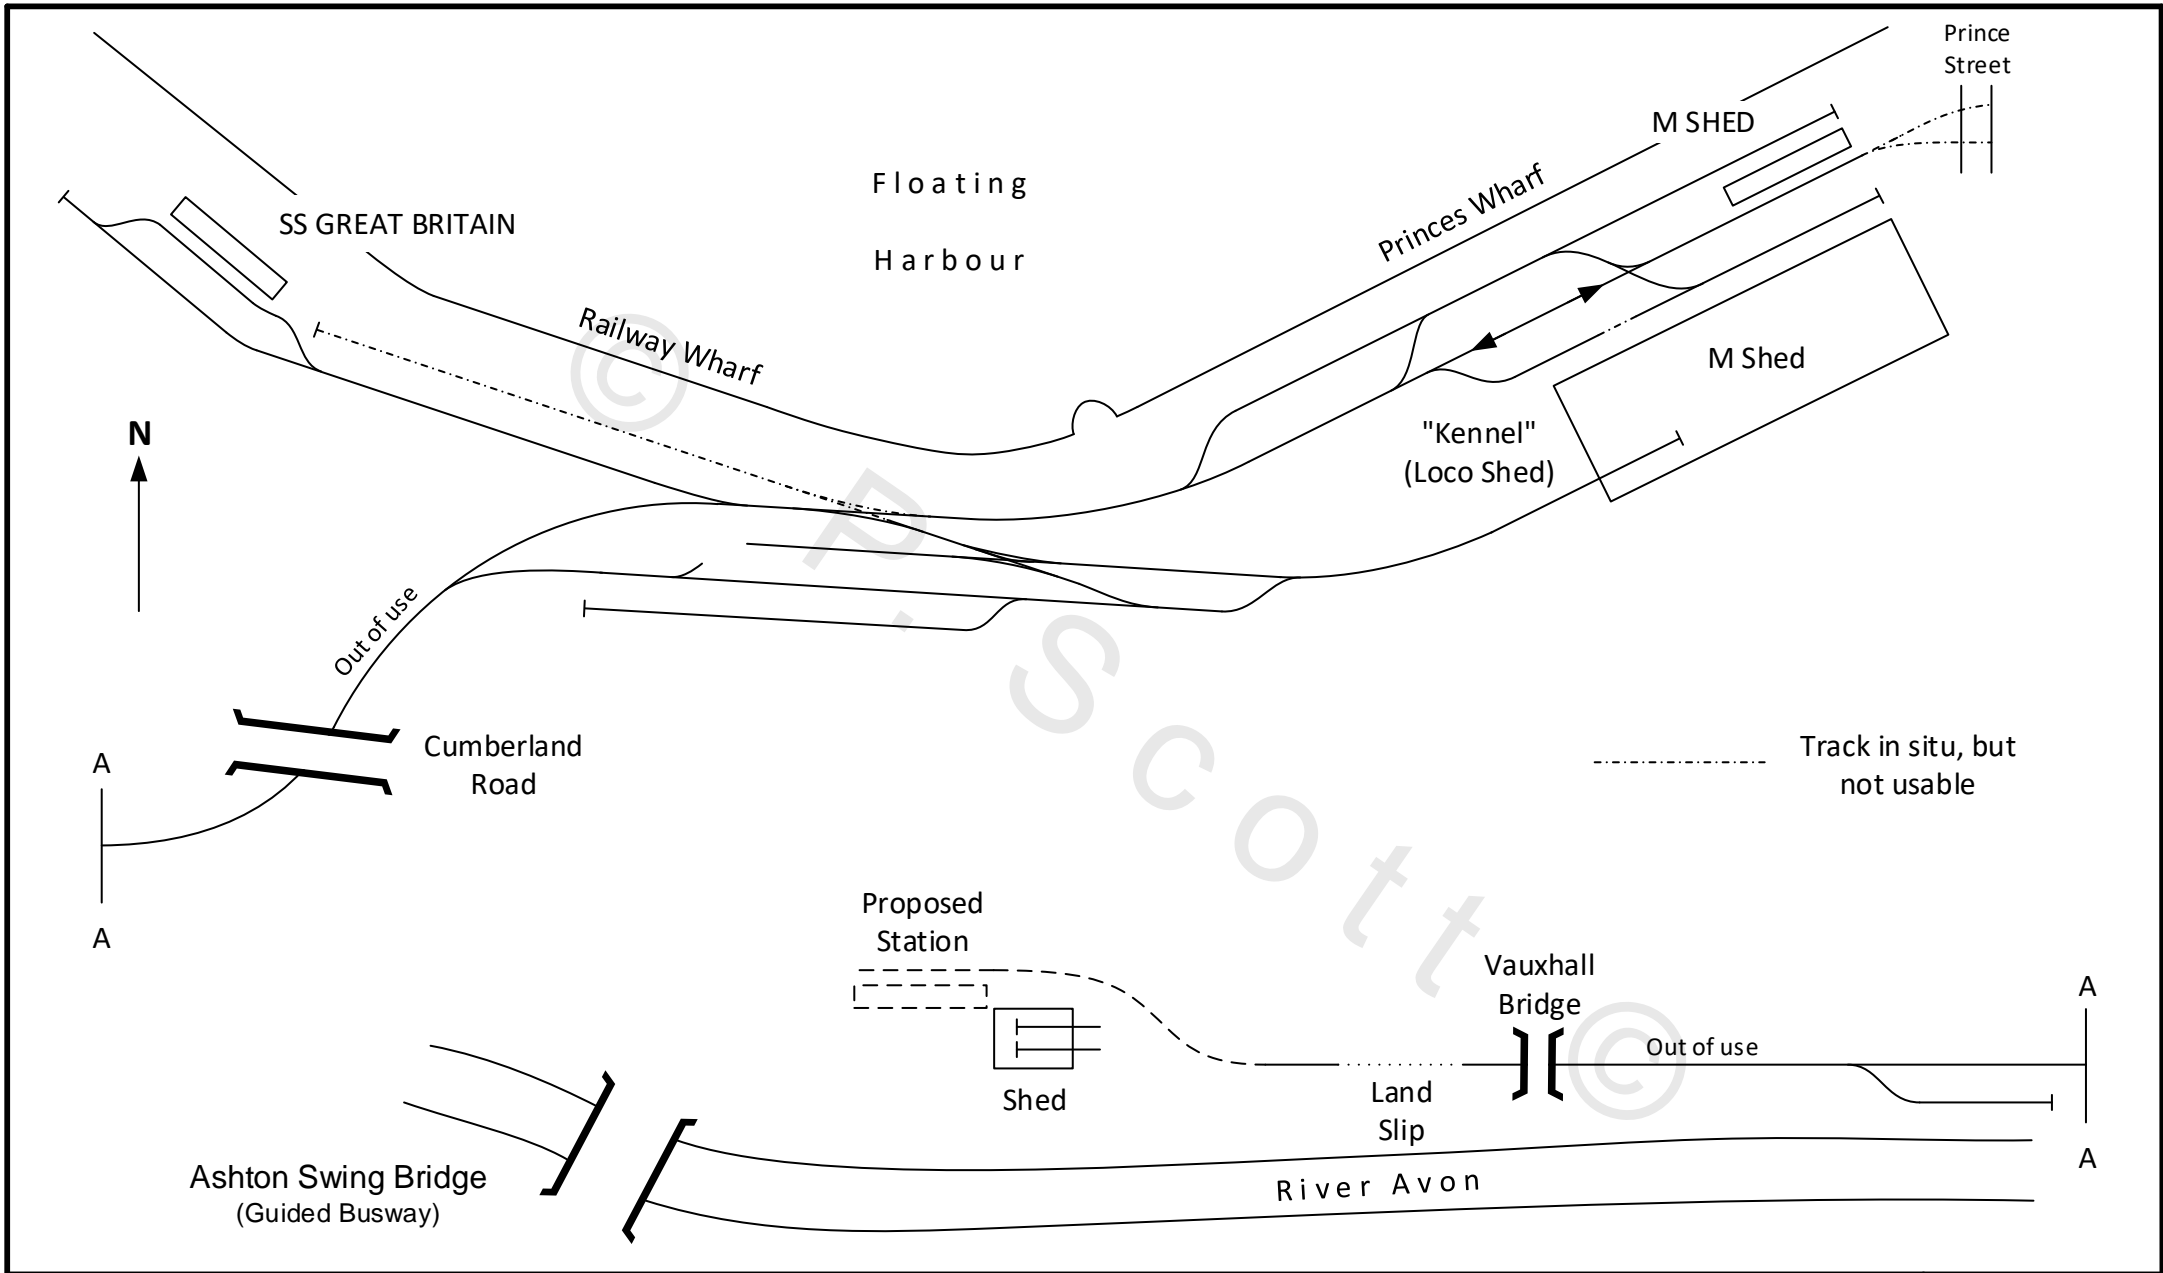 Prince
Street
M SHED
Princes Wharf
Floating
Harbour
SS GREAT BRITAIN
Railway Wharf
M Shed
"Kennel"
(Loco Shed)
N
Out of use
Cumberland
Road
A
A
Track in situ, but
not usable
© P. Scott ©
Proposed
Station
Shed
Vauxhall
Bridge
Out of use
Land
Slip
A
A
River Avon
Ashton Swing Bridge
(Guided Busway)